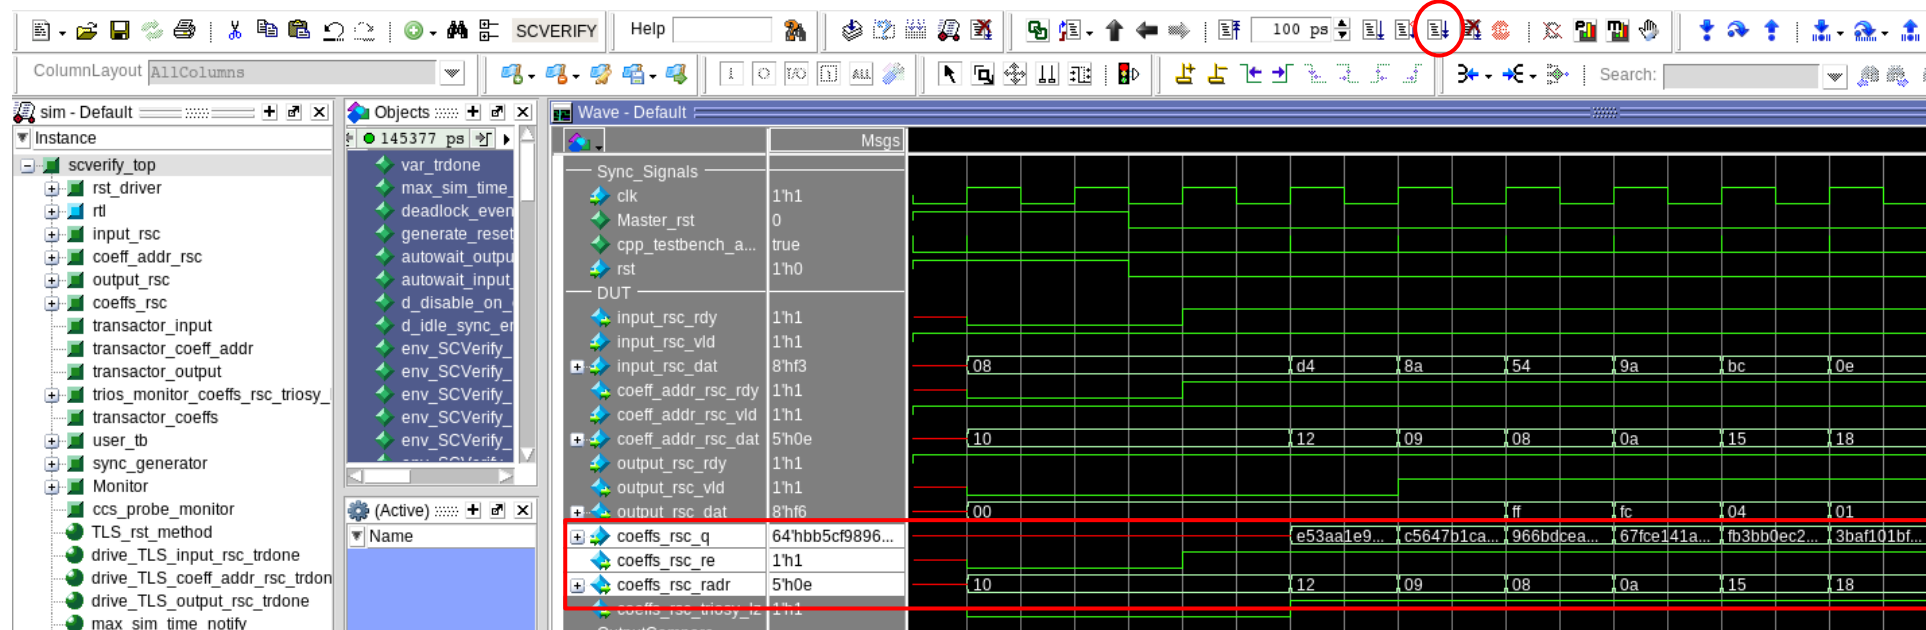 SCVERIFY Help 100 ps
ColumnLayout AllColumns Search:
sim - Default
Instance
scverify_top
rst_driver
rtl
input_rsc
coeff_addr_rsc
output_rsc
coeffs_rsc
transactor_input
transactor_coeff_addr
transactor_output
trios_monitor_coeffs_rsc_triosy_
transactor_coeffs
user_tb
sync_generator
Monitor
ccs_probe_monitor
TLS_rst_method
drive_TLS_input_rsc_trdone
drive_TLS_coeff_addr_rsc_trdon
drive_TLS_output_rsc_trdone
max_sim_time_notify
Objects
145377 ps
var_trdone
max_sim_time_
deadlock_even
generate_reset
autowait_outpu
autowait_input_
d_disable_on_
d_idle_sync_er
env_SCVerify_
env_SCVerify_
env_SCVerify_
env_SCVerify_
env_SCVerify_
(Active)
Name
Wave - Default
Msgs
Sync_Signals
clk 1'h1
Master_rst 0
cpp_testbench_a... true
rst 1'h0
DUT
input_rsc_rdy 1'h1
input_rsc_vld 1'h1
input_rsc_dat 8'hf3 08 d4 8a 54 9a bc 0e
coeff_addr_rsc_rdy 1'h1
coeff_addr_rsc_vld 1'h1
coeff_addr_rsc_dat 5'h0e 10 12 09 08 0a 15 18
output_rsc_rdy 1'h1
output_rsc_vld 1'h1
output_rsc_dat 8'hf6 00 ff fc 04 01
coeffs_rsc_q 64'hbb5cf9896... e53aa1e9... c5647b1ca... 966bdcea... 67fce141a... fb3bb0ec2... 3baf101bf...
coeffs_rsc_re 1'h1
coeffs_rsc_radr 5'h0e 10 12 09 08 0a 15 18
coeffs_rsc_triosy_lz 1'h1